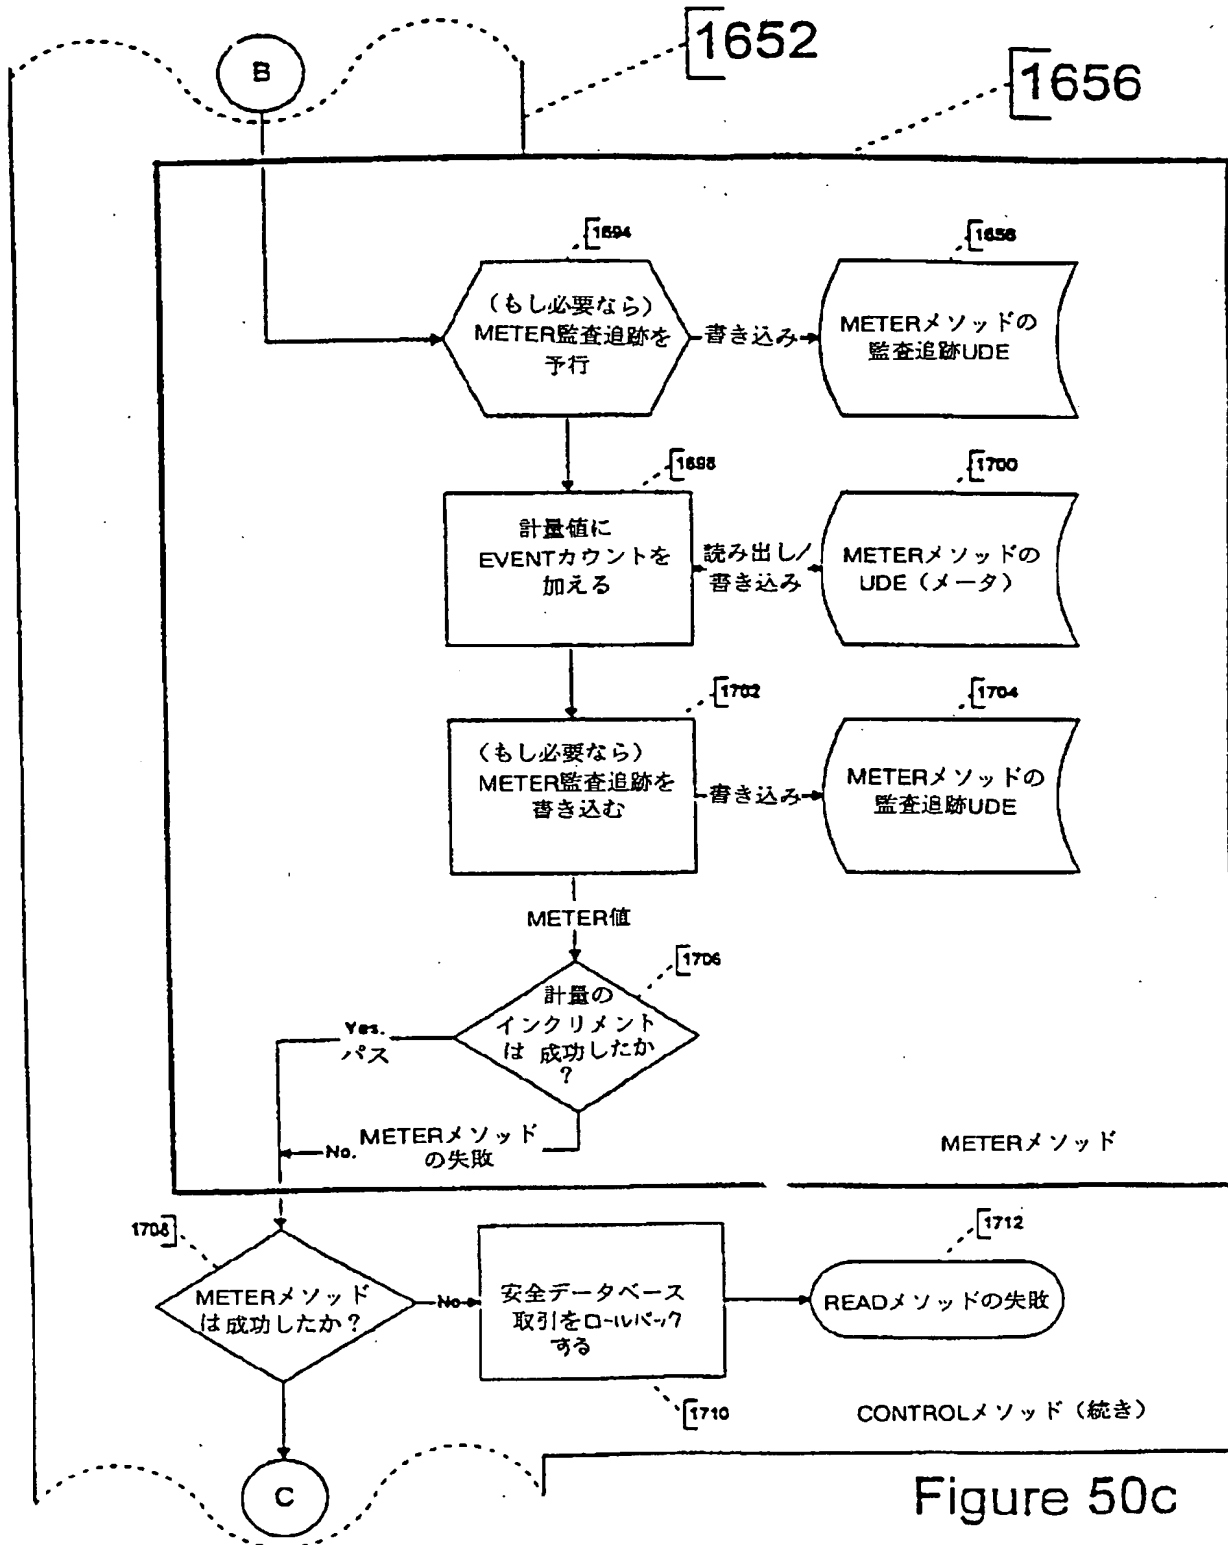 1652
B
1656
1694
(もし必要なら)
METER監査追跡を
予行
書き込み
METERメソッドの
監査追跡UDE
1698
計量値に
EVENTカウントを
加える
1700
読み出し/
書き込み
METERメソッドの
UDE(メータ)
1702
(もし必要なら)
METER監査追跡を
書き込む
1704
書き込み
METERメソッドの
監査追跡UDE
METER値
1706
計量の
インクリメント
は 成功したか
?
Yes.
パス
No.
METERメソッド
の失敗
METERメソッド
1708
METERメソッド
は成功したか?
No
安全データベース
取引をロールバック
する
1710
1712
READメソッドの失敗
CONTROLメソッド(続き)
C
Figure 50c